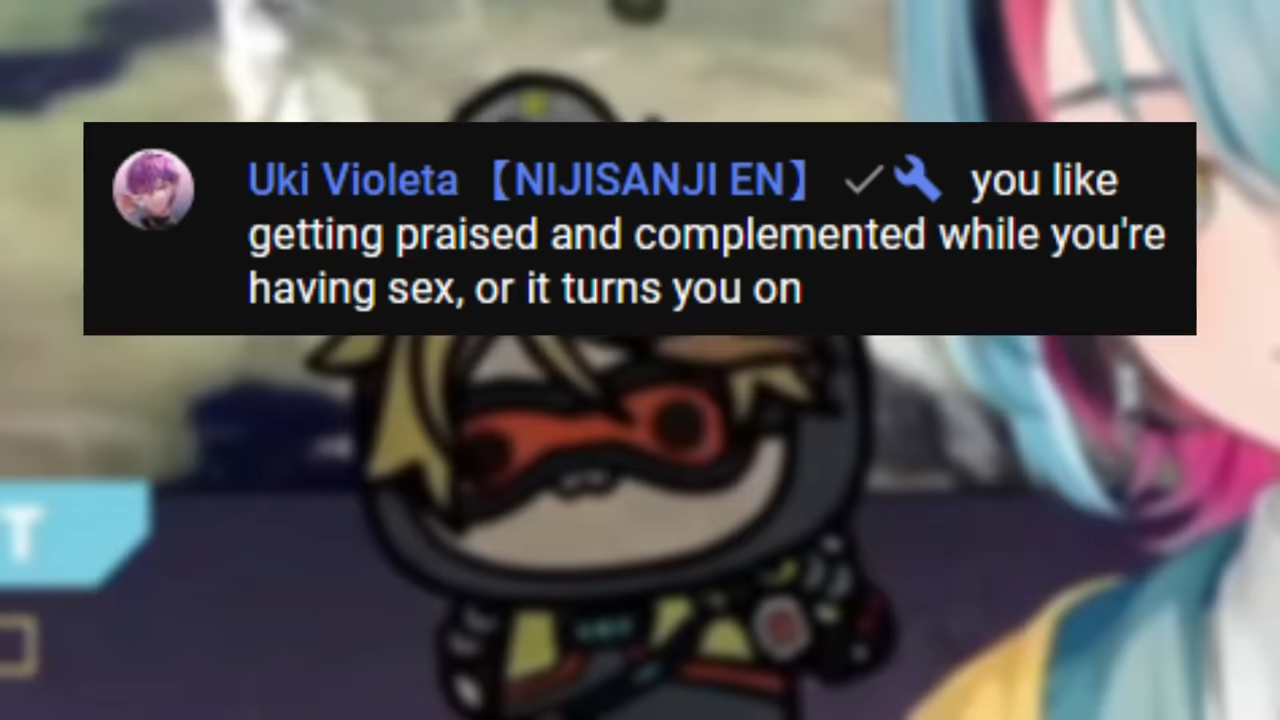 Uki Violeta 【NIJISANJI EN】 you like
getting praised and complemented while you're
having sex, or it turns you on
T